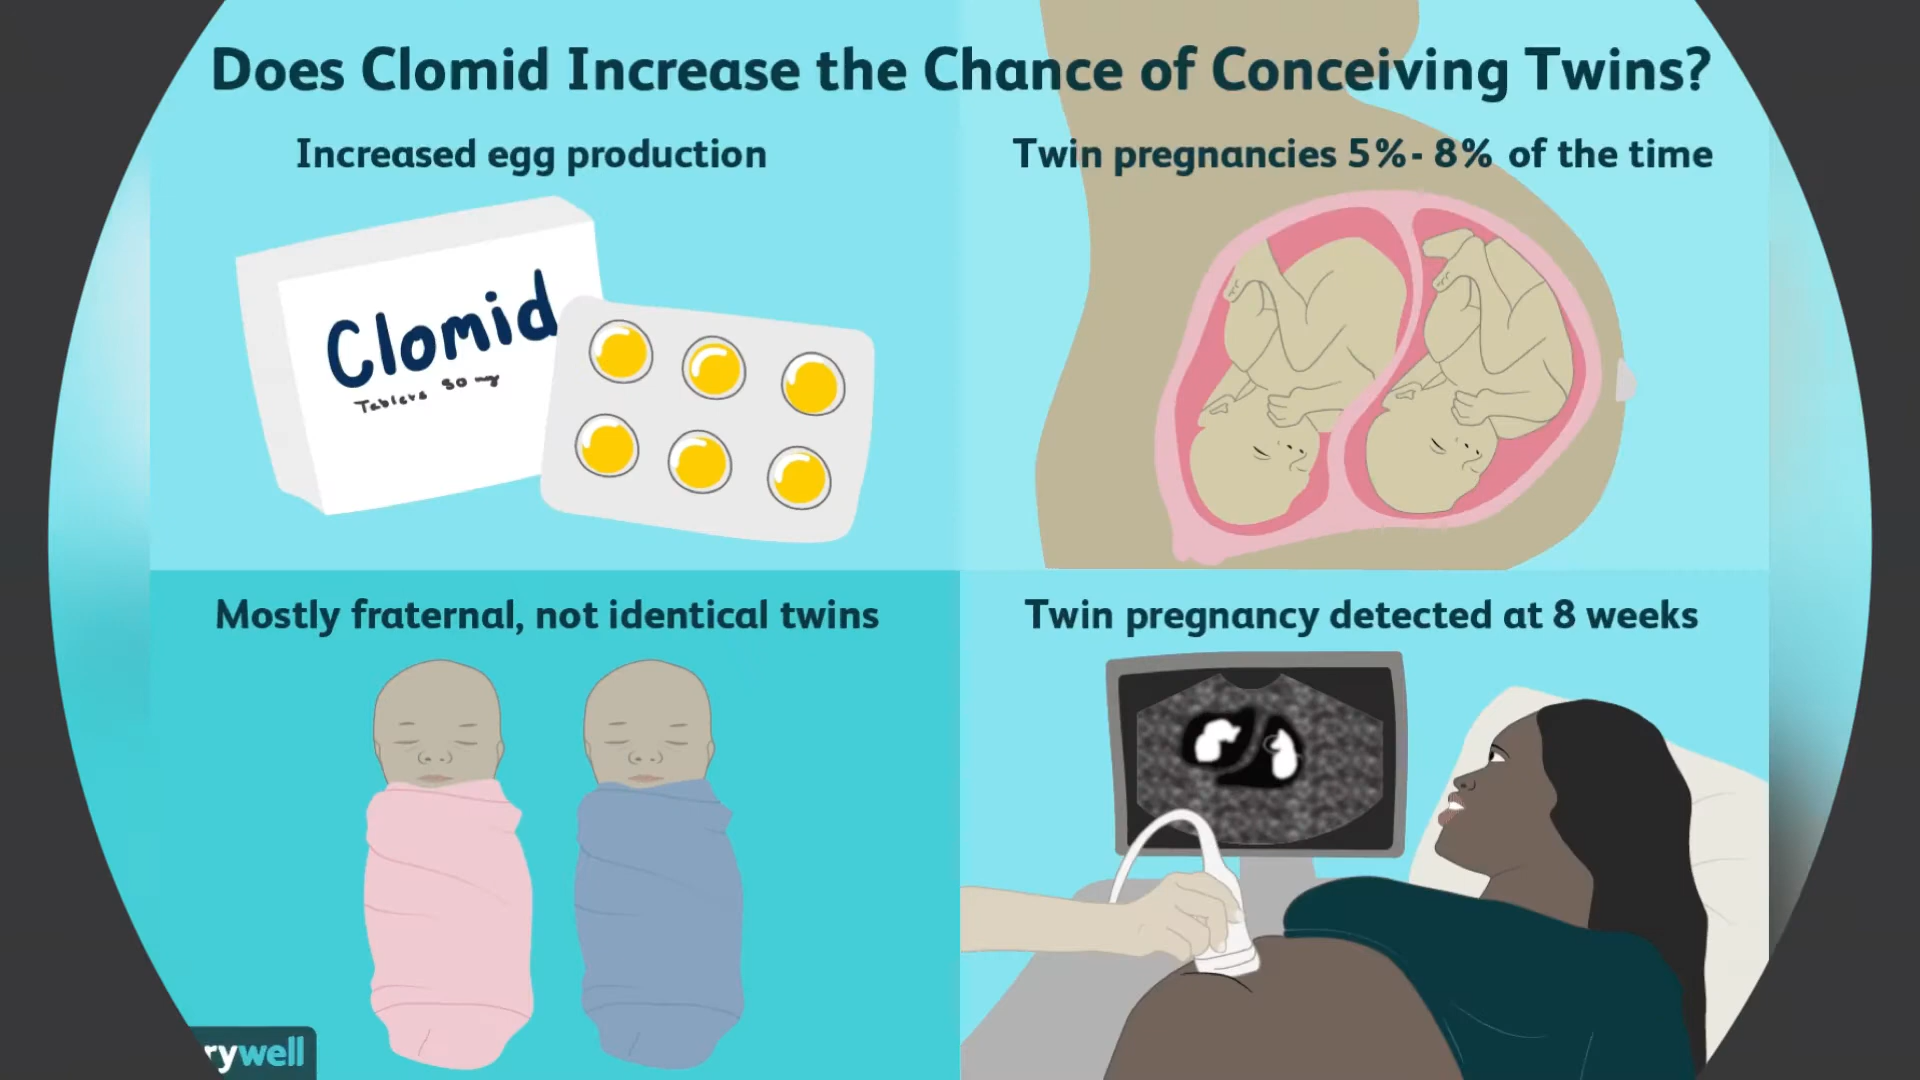 Does Clomid Increase the Chance of Conceiving Twins?
Increased egg production
Twin pregnancies 5%- 8% of the time
Clomid
Mostly fraternal, not identical twins
Twin pregnancy detected at 8 weeks
rywell